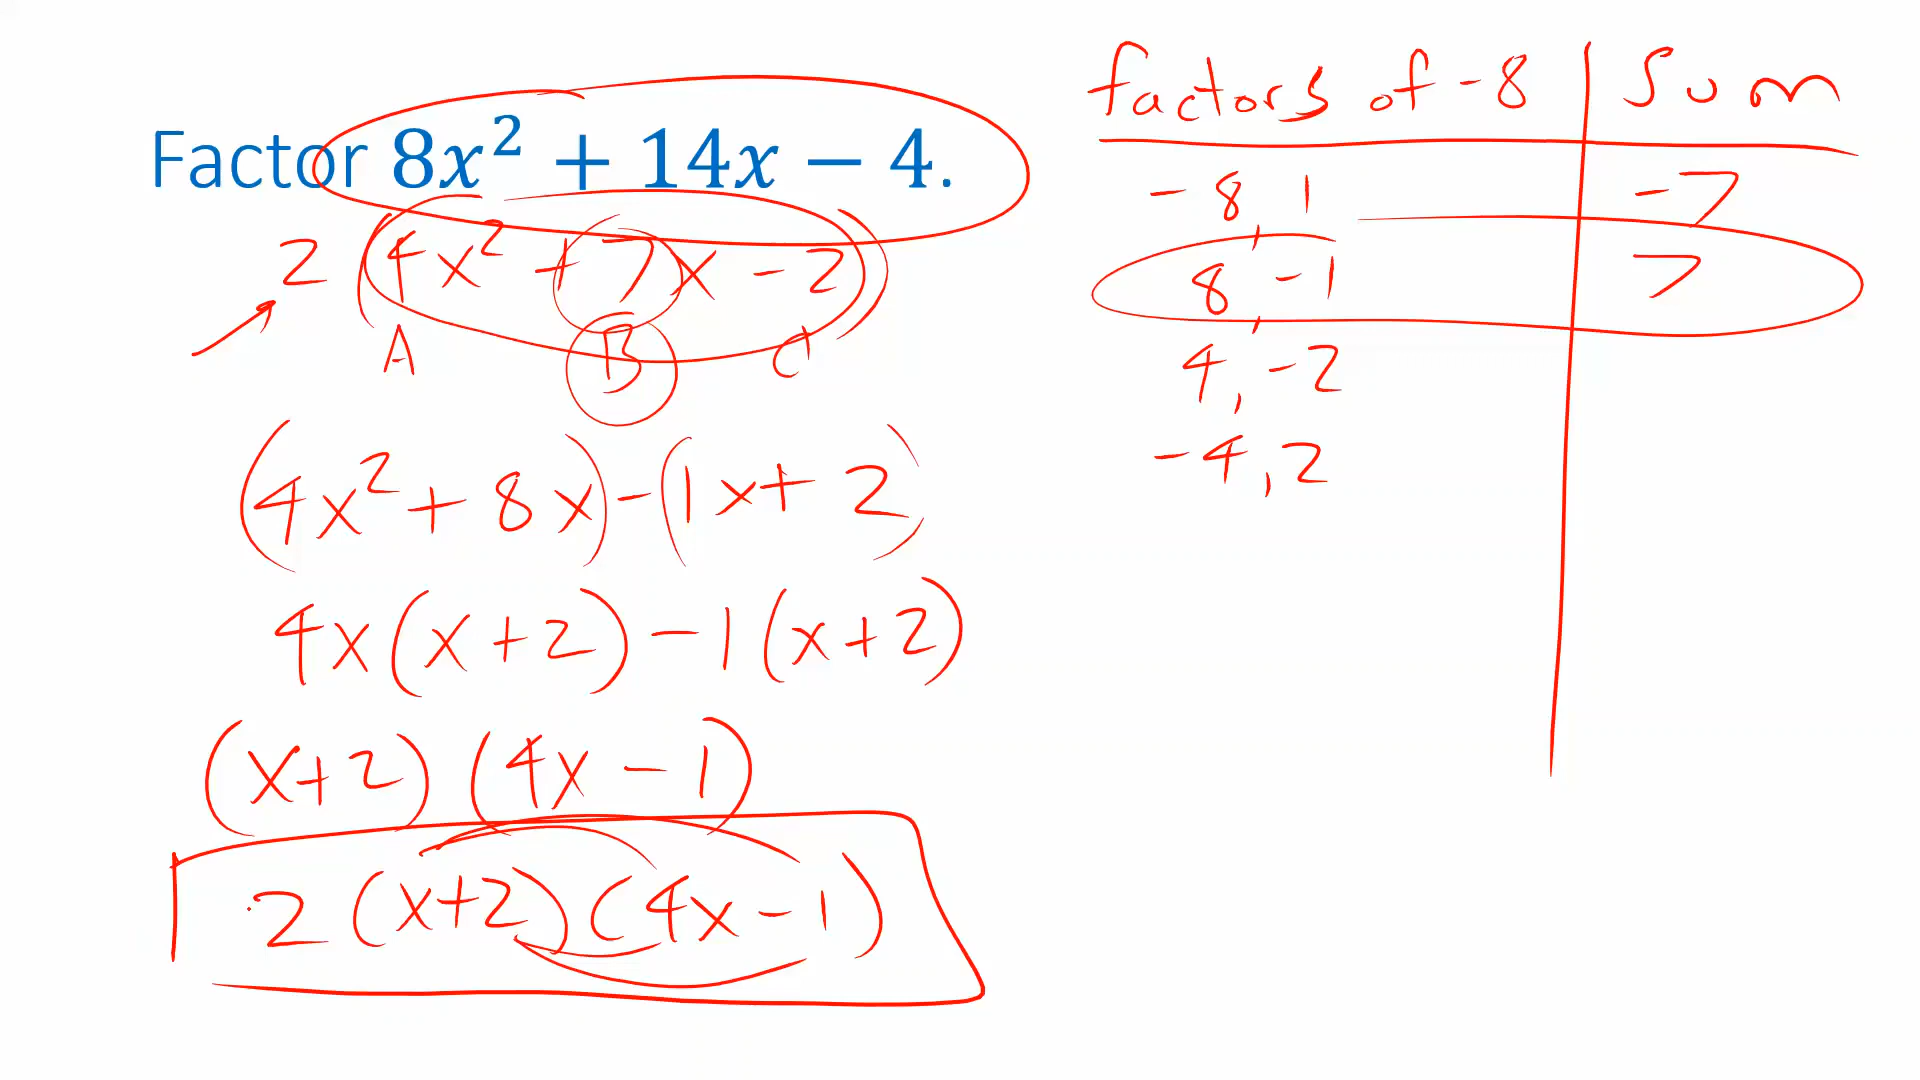 Factor 8x² + 14x − 4.
2 (4x² + 7x − 2)
A B C
(4x² + 8x) − (1x + 2)
4x(x + 2) − 1(x + 2)
(x+2) (4x − 1)
2 (x+2) (4x − 1)
factors of -8 | Sum
-8, 1 | -7
8, -1 | 7
4, -2
-4, 2